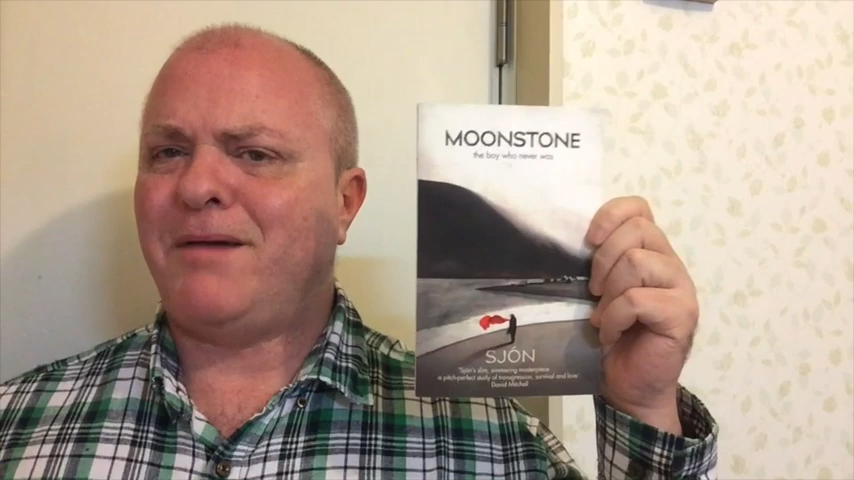 MOONSTONE
the boy who never was
SJÓN
'Sjón's slim, simmering masterpiece
a pitch-perfect study of transgression, survival and love'
David Mitchell